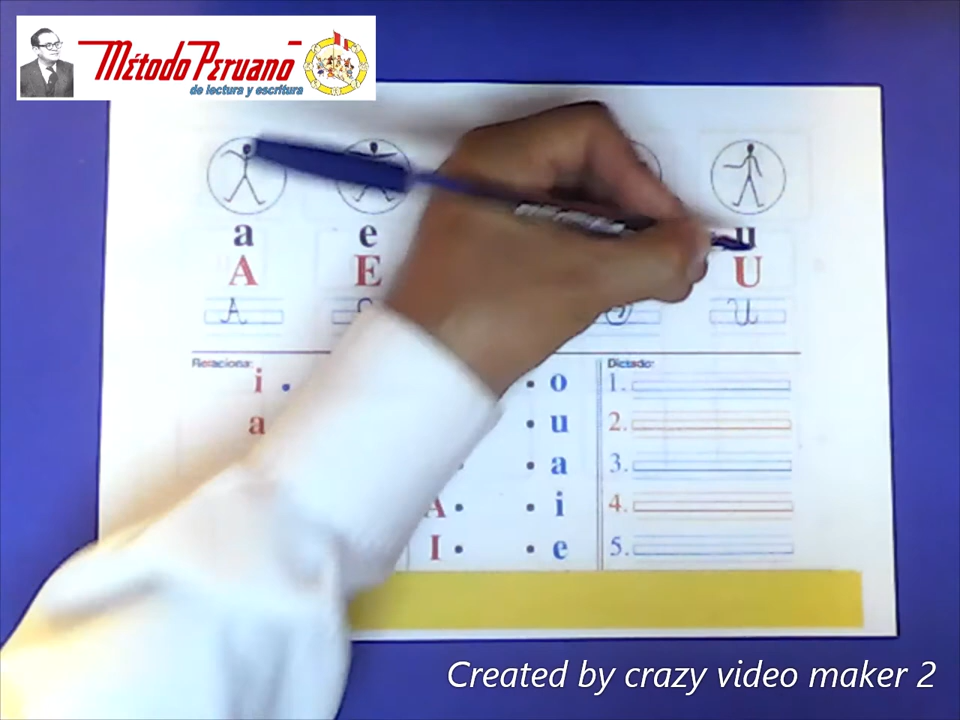 Método Peruano
de lectura y escritura
a e u
A E U
A U
Relaciona: Dictado:
i • • o 1.
a • u 2.
• a 3.
A • • i 4.
I • • e 5.
Created by crazy video maker 2